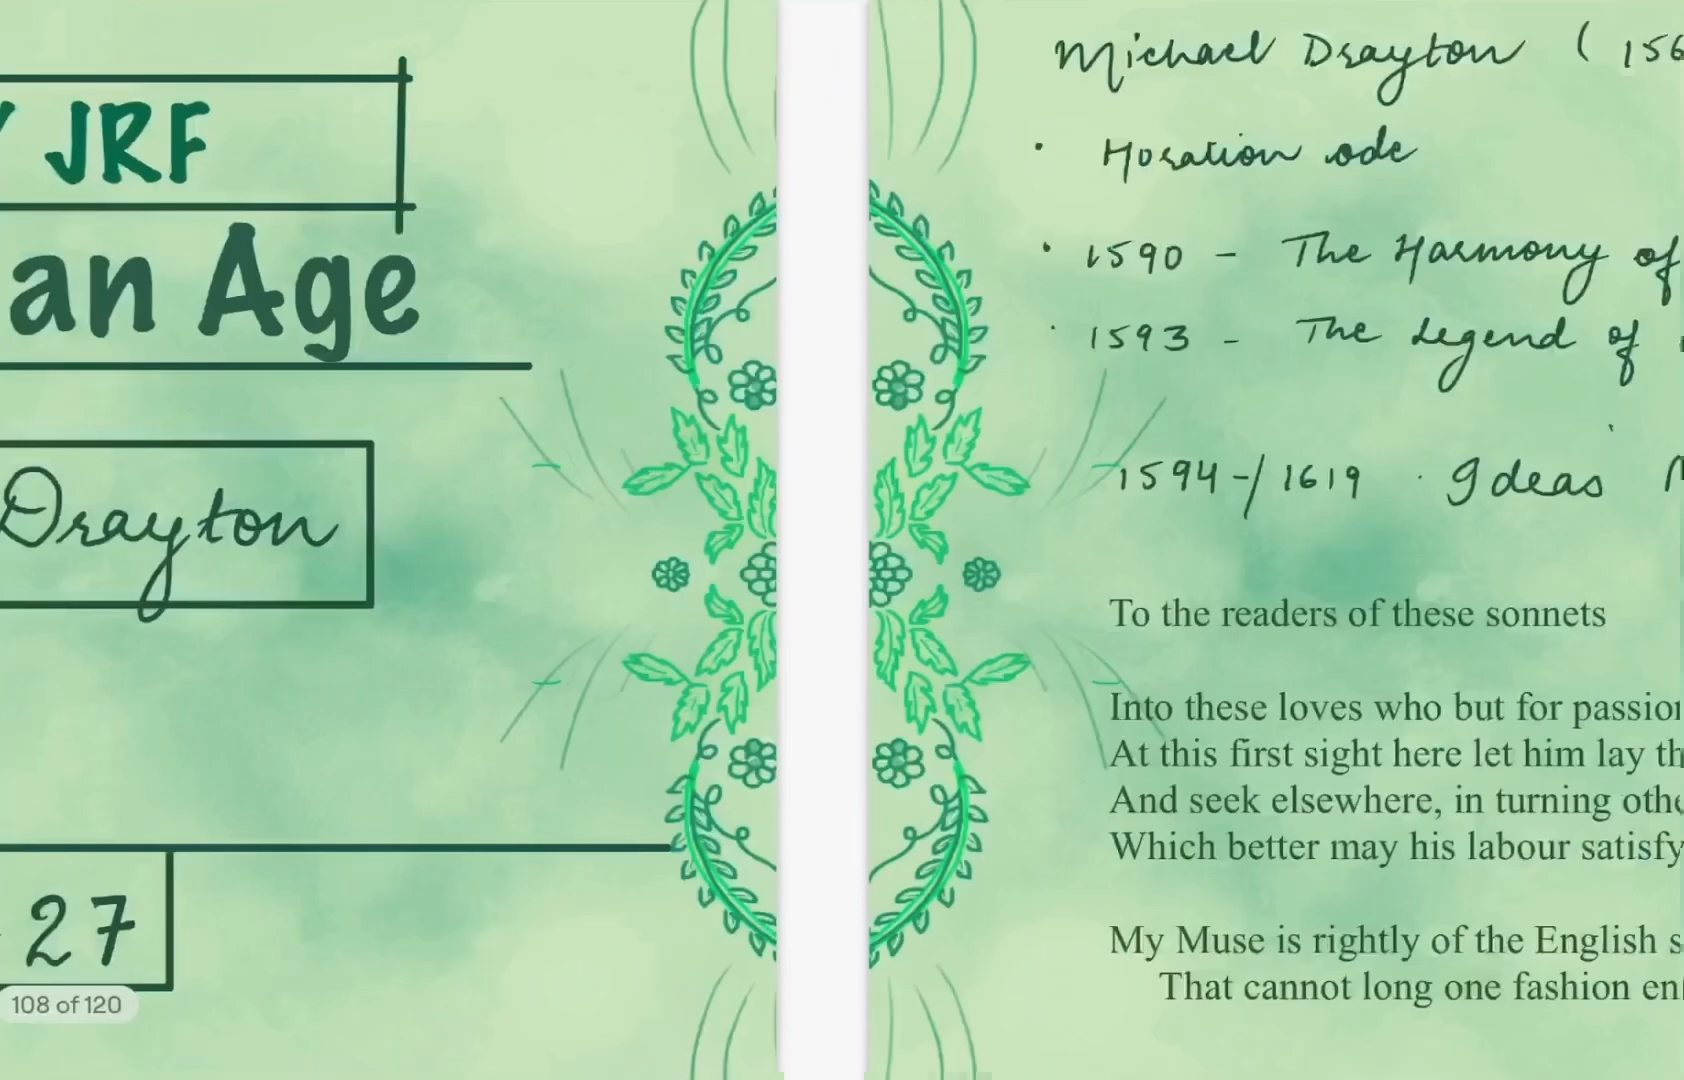 JRF
an Age
Drayton
27
108 of 120
Michael Drayton ( 156
• Horation ode
• 1590 - The Harmony of
• 1593 - The Legend of
1594-/1619 • Ideas
To the readers of these sonnets
Into these loves who but for passion
At this first sight here let him lay th
And seek elsewhere, in turning othe
Which better may his labour satisfy
My Muse is rightly of the English s
That cannot long one fashion en